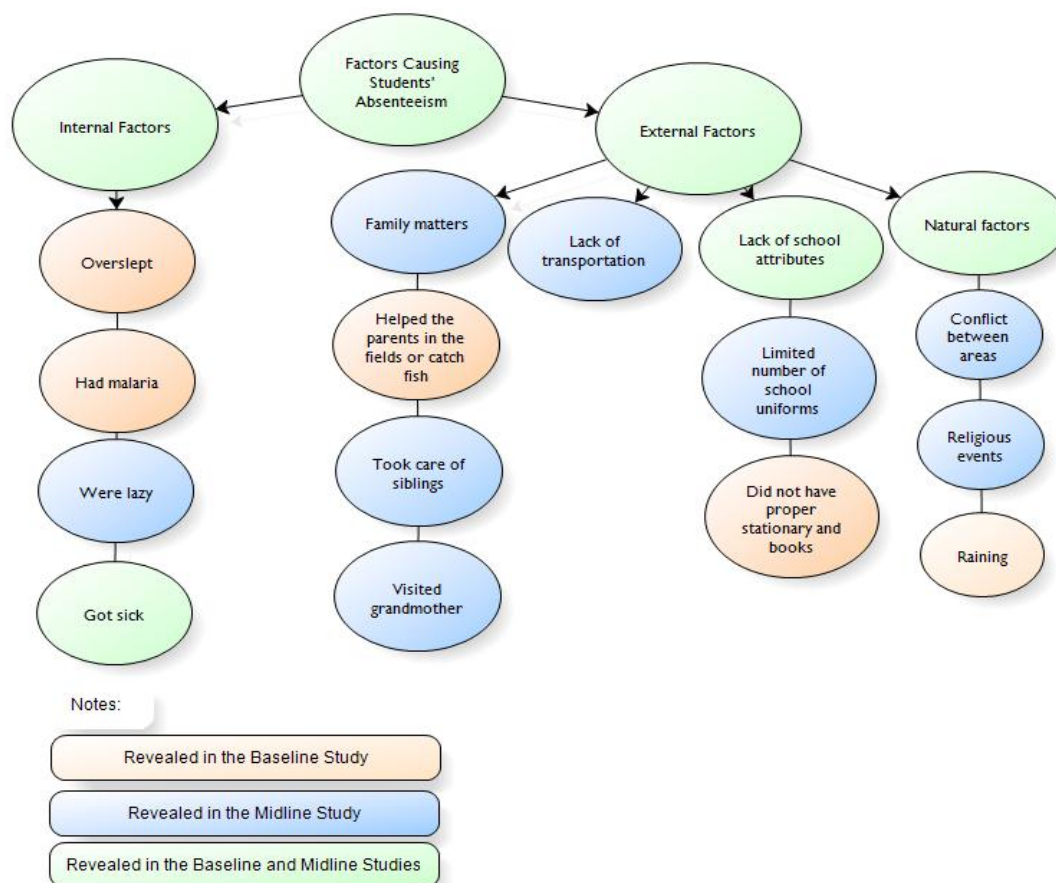 Factors Causing
Students'
Absenteeism
Internal Factors
External Factors
Overslept
Had malaria
Were lazy
Got sick
Family matters
Helped the
parents in the
fields or catch
fish
Took care of
siblings
Visited
grandmother
Lack of
transportation
Lack of school
attributes
Limited
number of
school
uniforms
Did not have
proper
stationary and
books
Natural factors
Conflict
between
areas
Religious
events
Raining
Notes:
Revealed in the Baseline Study
Revealed in the Midline Study
Revealed in the Baseline and Midline Studies